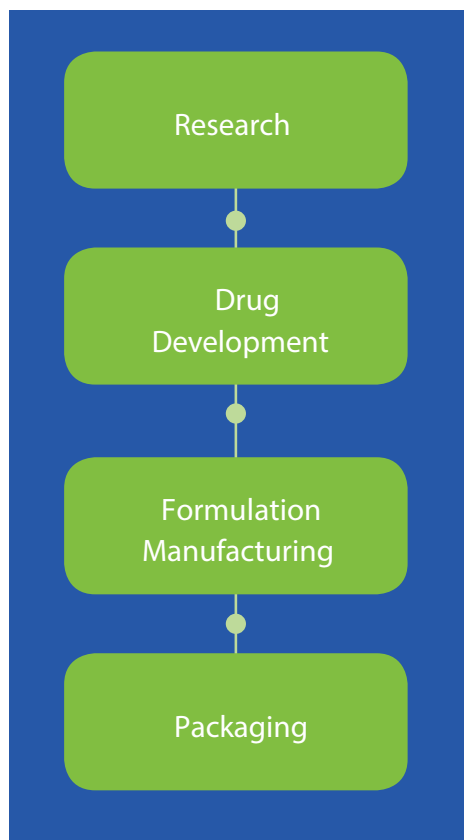 Research
Drug
Development
Formulation
Manufacturing
Packaging